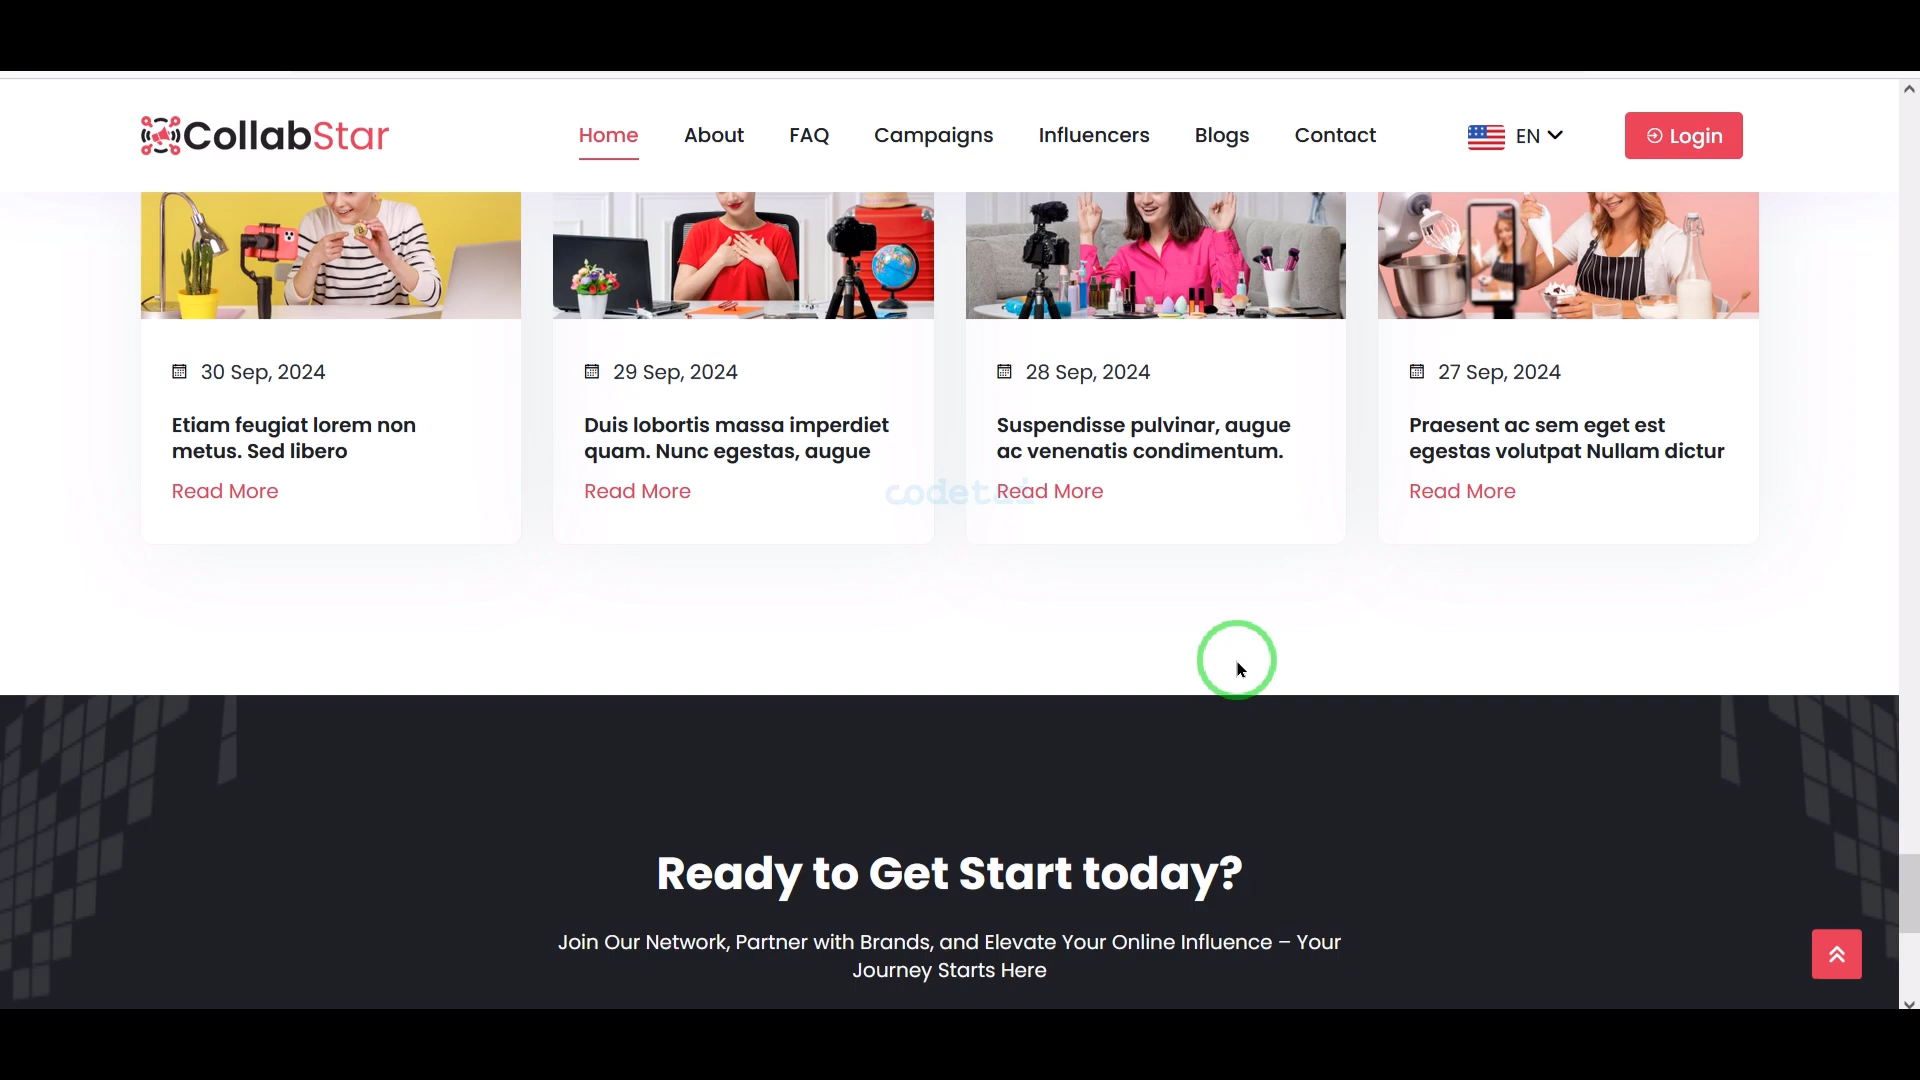 CollabStar
Home About FAQ Campaigns Influencers Blogs Contact EN Login
30 Sep, 2024
Etiam feugiat lorem non
metus. Sed libero
Read More
29 Sep, 2024
Duis lobortis massa imperdiet
quam. Nunc egestas, augue
Read More
28 Sep, 2024
Suspendisse pulvinar, augue
ac venenatis condimentum.
Read More
27 Sep, 2024
Praesent ac sem eget est
egestas volutpat Nullam dictur
Read More
Ready to Get Start today?
Join Our Network, Partner with Brands, and Elevate Your Online Influence – Your
Journey Starts Here